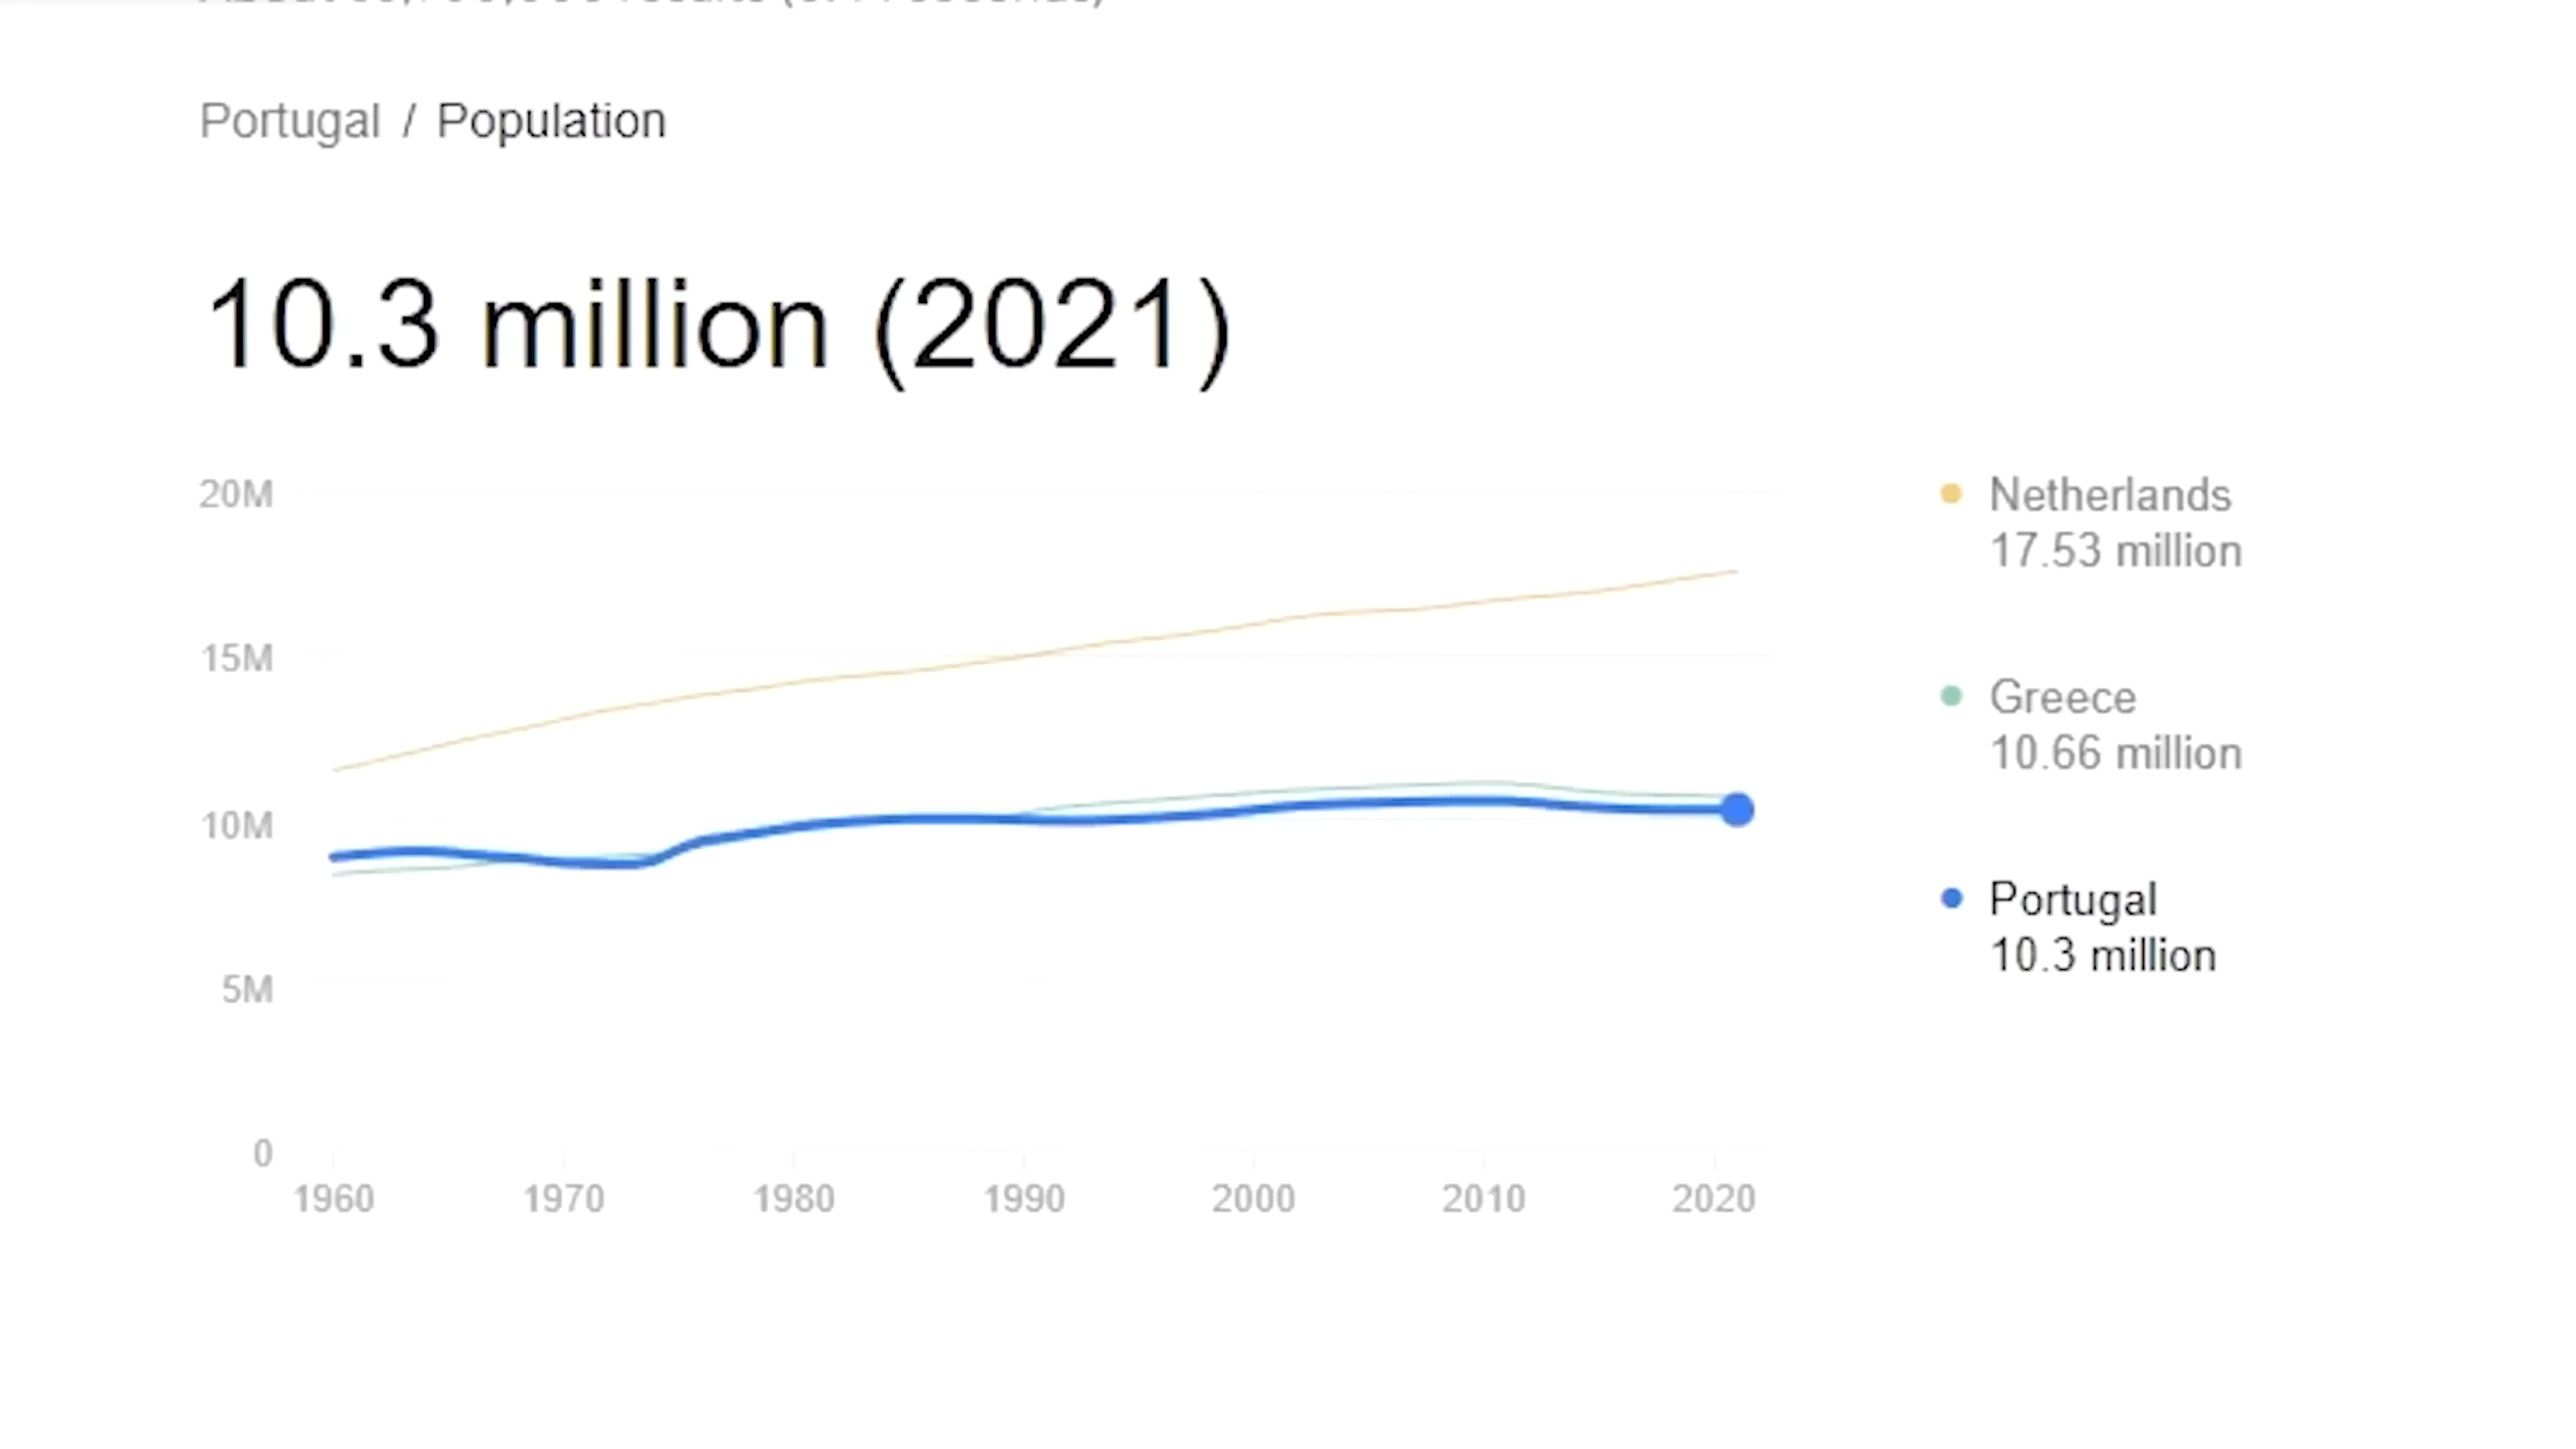 Portugal / Population
10.3 million (2021)
20M
15M
10M
5M
0
1960 1970 1980 1990 2000 2010 2020
Netherlands
17.53 million
Greece
10.66 million
Portugal
10.3 million